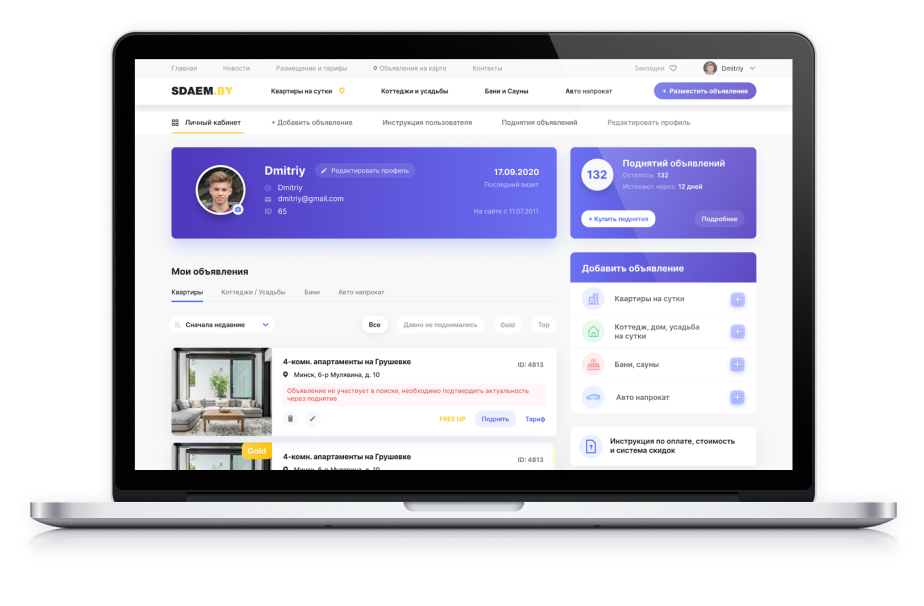 Главная Новости Размещение и тарифы Объявления на карте Контакты Закладки Dmitriy
SDAEM.BY Квартиры на сутки Коттеджи и усадьбы Бани и Сауны Авто напрокат + Разместить объявление
Личный кабинет + Добавить объявление Инструкция пользователя Поднятия объявлений Редактировать профиль
Dmitriy Редактировать профиль
Dmitriy
dmitriy@gmail.com
ID 65
17.09.2020
Последний визит
На сайте с 11.07.2011
132
Поднятий объявлений
Осталось: 132
Истекают через: 12 дней
+ Купить поднятия Подробнее
Мои объявления
Квартиры Коттеджи / Усадьбы Бани Авто напрокат
Сначала недавние Все Давно не поднимались Gold Top
4-комн. апартаменты на Грушевке ID: 4813
Минск, б-р Мулявина, д. 10
Объявление не участвует в поиске, необходимо подтвердить актуальность
через поднятие
FREE UP Поднять Тариф
Gold
4-комн. апартаменты на Грушевке ID: 4813
Минск, б-р Мулявина, д. 10
Добавить объявление
Квартиры на сутки
Коттедж, дом, усадьба
на сутки
Бани, сауны
Авто напрокат
Инструкция по оплате, стоимость
и система скидок